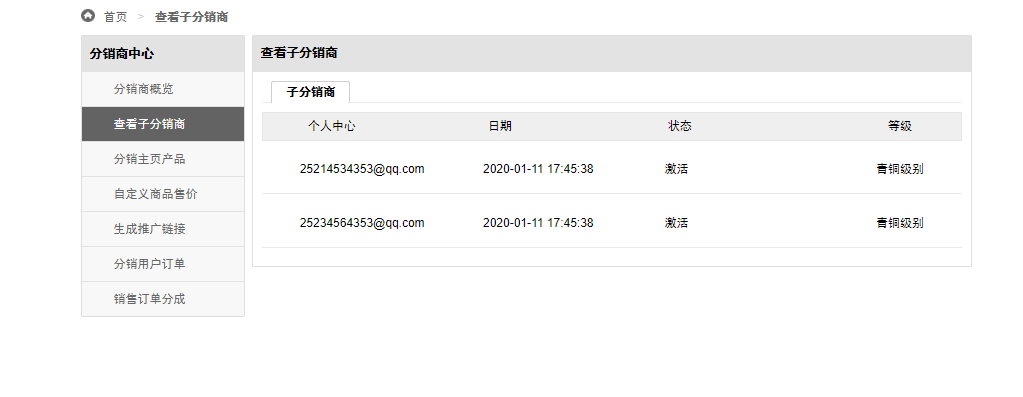 首页 > 查看子分销商
分销商中心
分销商概览
查看子分销商
分销主页产品
自定义商品售价
生成推广链接
分销用户订单
销售订单分成
查看子分销商
子分销商
个人中心 日期 状态 等级
25214534353@qq.com 2020-01-11 17:45:38 激活 青铜级别
25234564353@qq.com 2020-01-11 17:45:38 激活 青铜级别